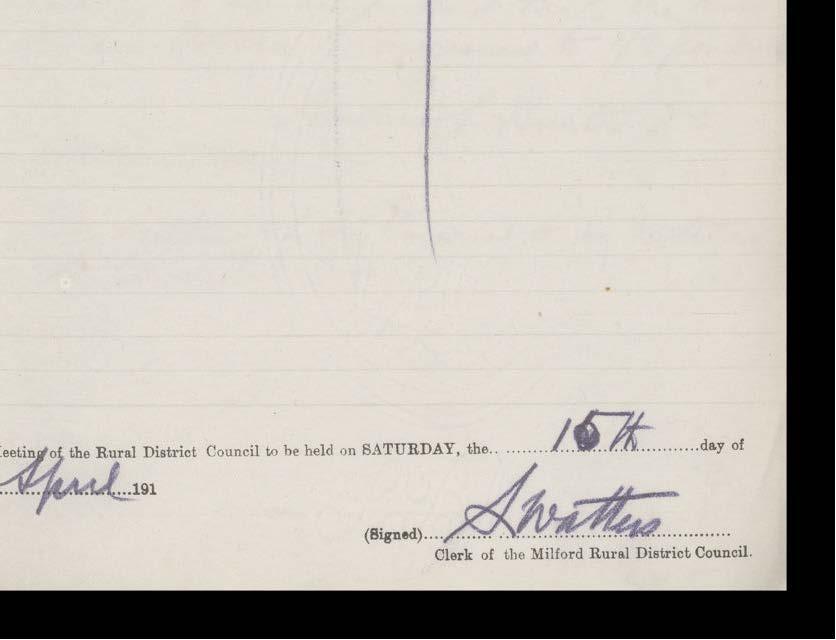 eeting of the Rural District Council to be held on SATURDAY, the.. ..........15th..........day of
....April....191
(Signed)....SWatters....
Clerk of the Milford Rural District Council.